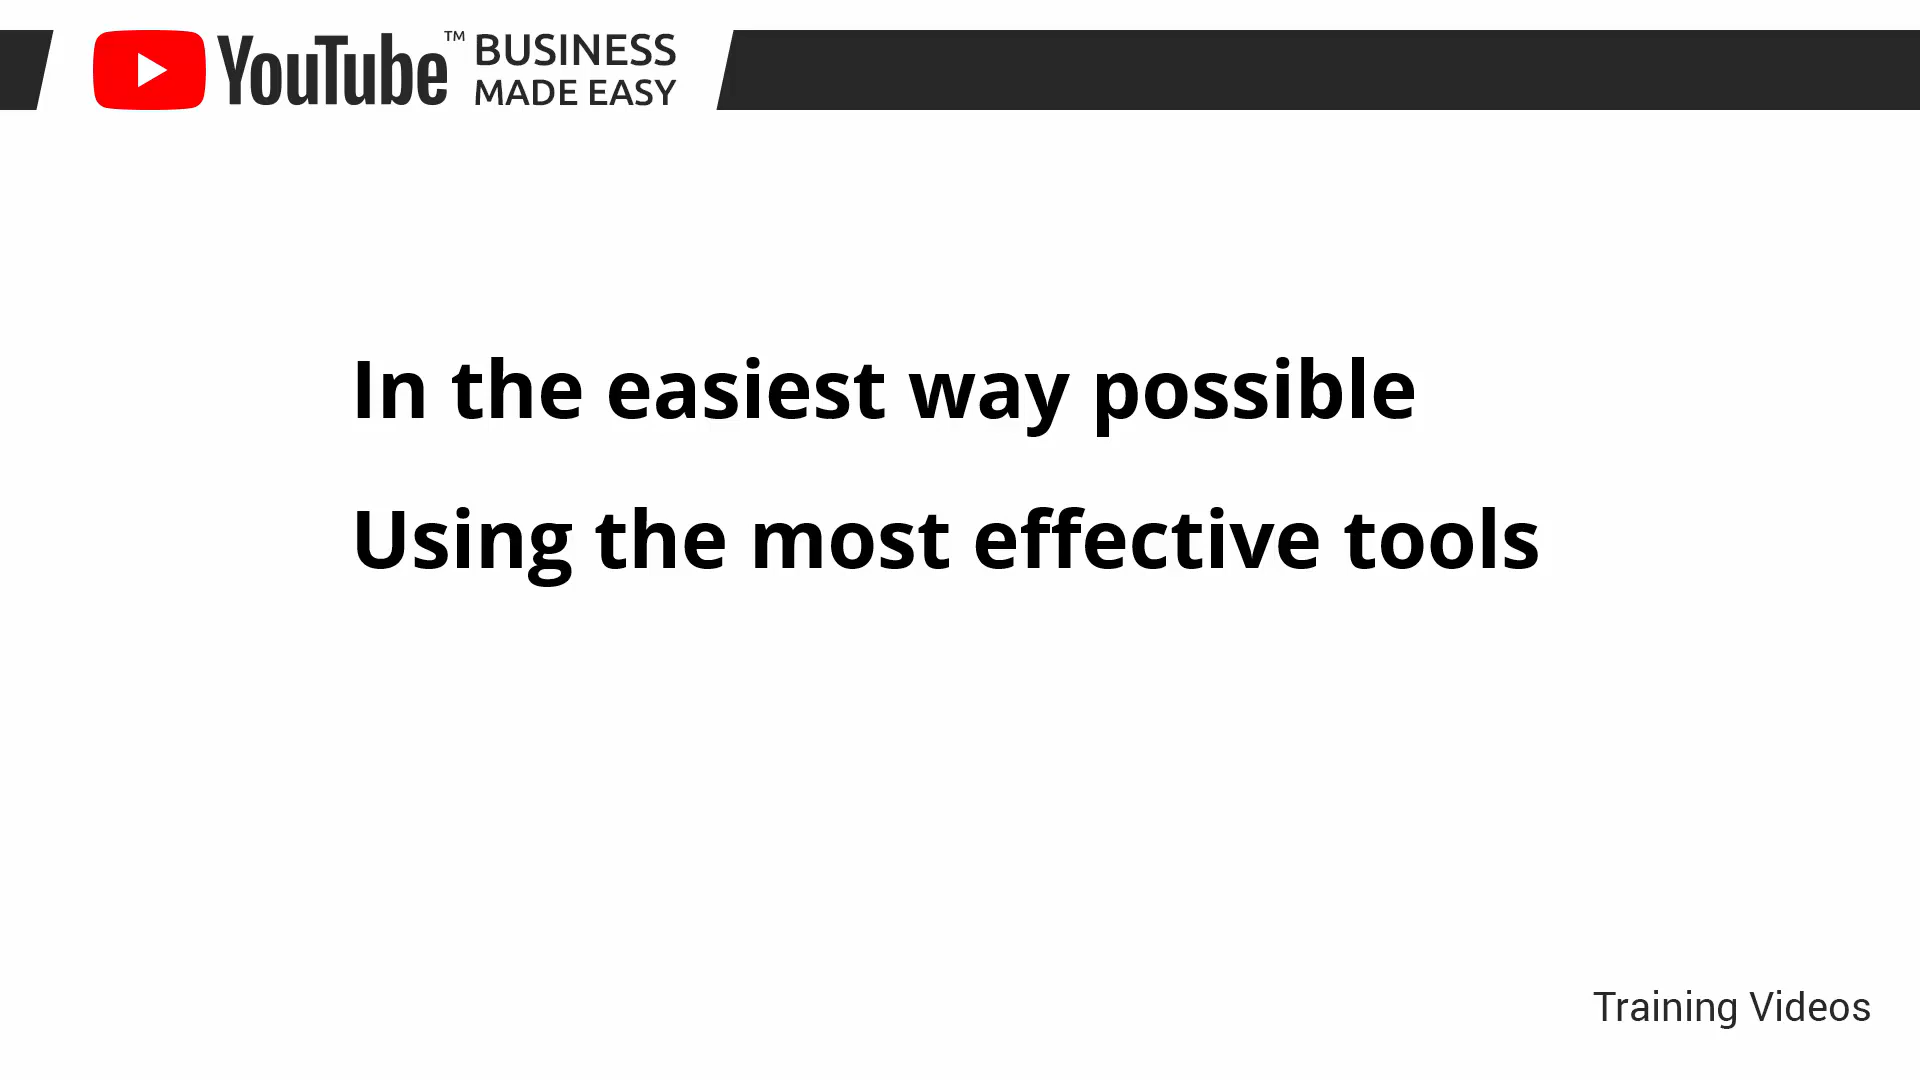 YouTube™ BUSINESS
MADE EASY
In the easiest way possible
Using the most effective tools
Training Videos